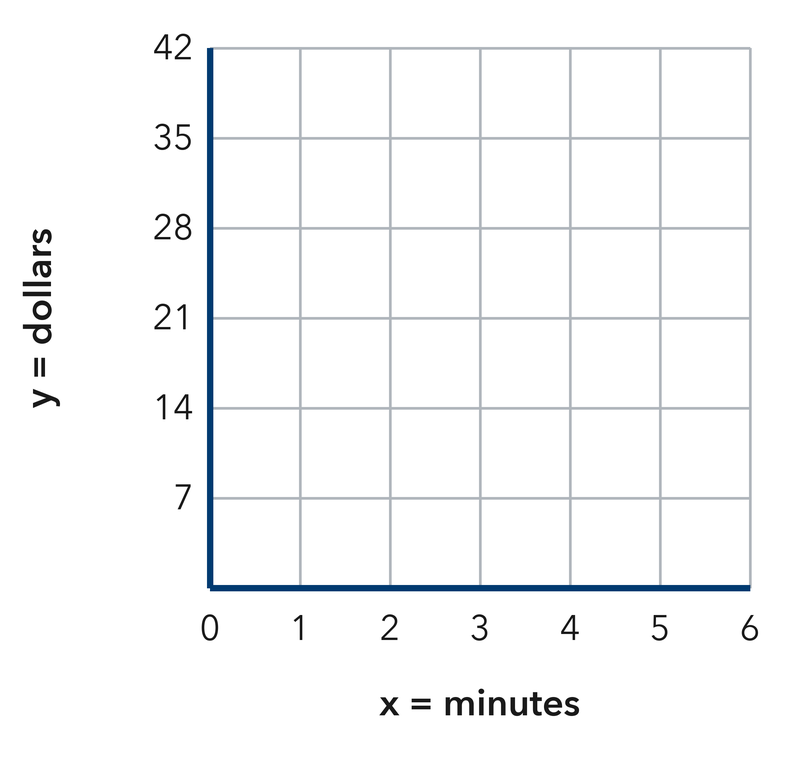 42
35
28
21
14
7
y = dollars
0 1 2 3 4 5 6
x = minutes